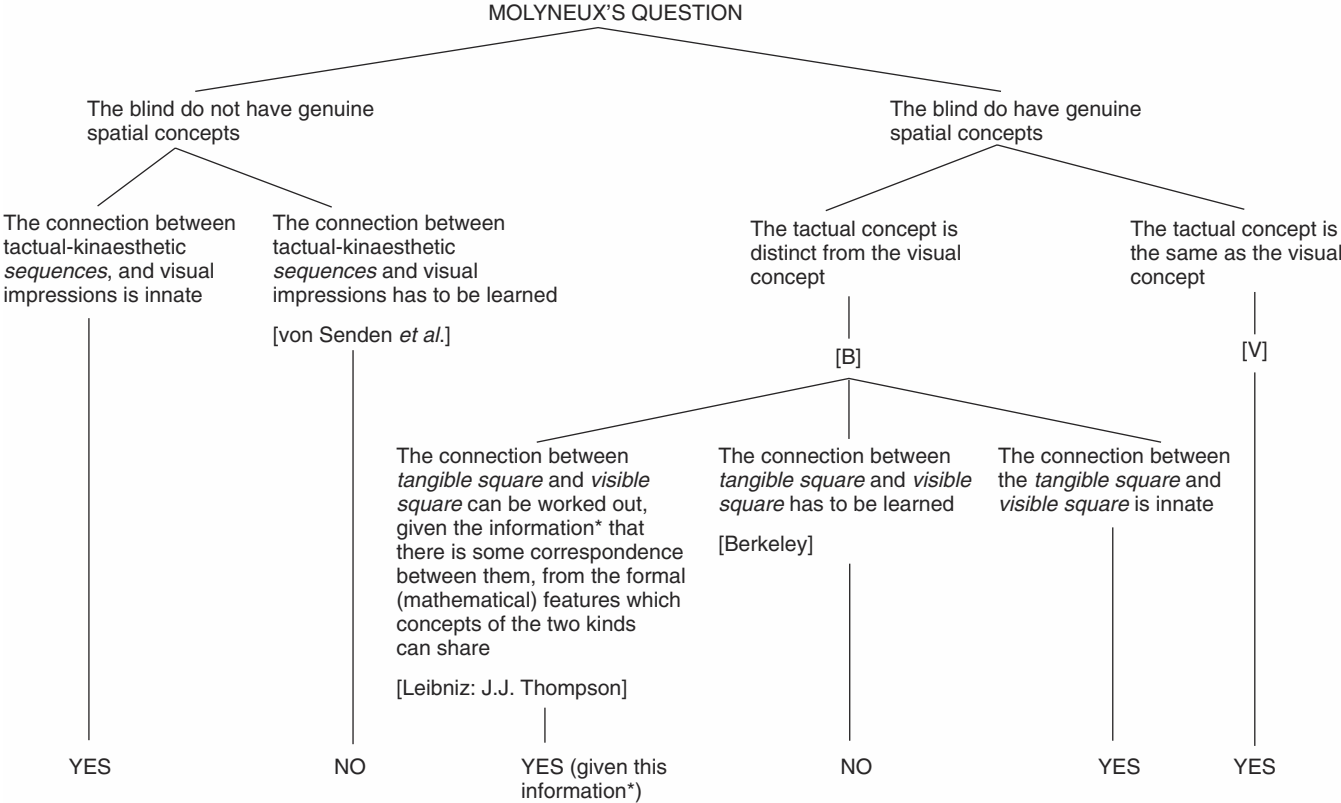 MOLYNEUX'S QUESTION
The blind do not have genuine
spatial concepts
The blind do have genuine
spatial concepts
The connection between
tactual-kinaesthetic
sequences, and visual
impressions is innate
The connection between
tactual-kinaesthetic
sequences and visual
impressions has to be learned
[von Senden et al.]
The tactual concept is
distinct from the visual
concept
The tactual concept is
the same as the visual
concept
[B]
[V]
The connection between
tangible square and visible
square can be worked out,
given the information* that
there is some correspondence
between them, from the formal
(mathematical) features which
concepts of the two kinds
can share
[Leibniz: J.J. Thompson]
The connection between
tangible square and visible
square has to be learned
[Berkeley]
The connection between
the tangible square and
visible square is innate
YES
NO
YES (given this
information*)
NO
YES
YES